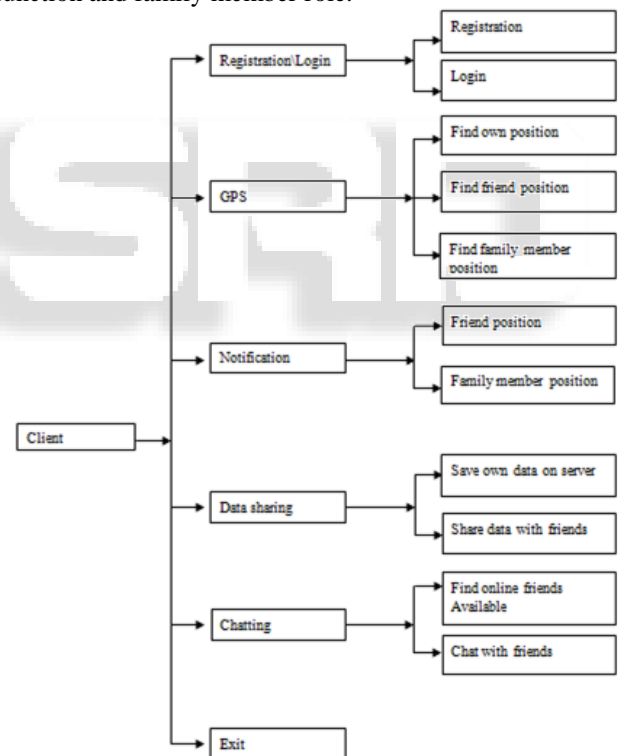 function and family member role.
Registration
Registration\Login
Login
Find own position
GPS
Find friend position
Find family member
position
Friend position
Notification
Family member position
Client
Save own data on server
Data sharing
Share data with friends
Find online friends
Available
Chatting
Chat with friends
Exit